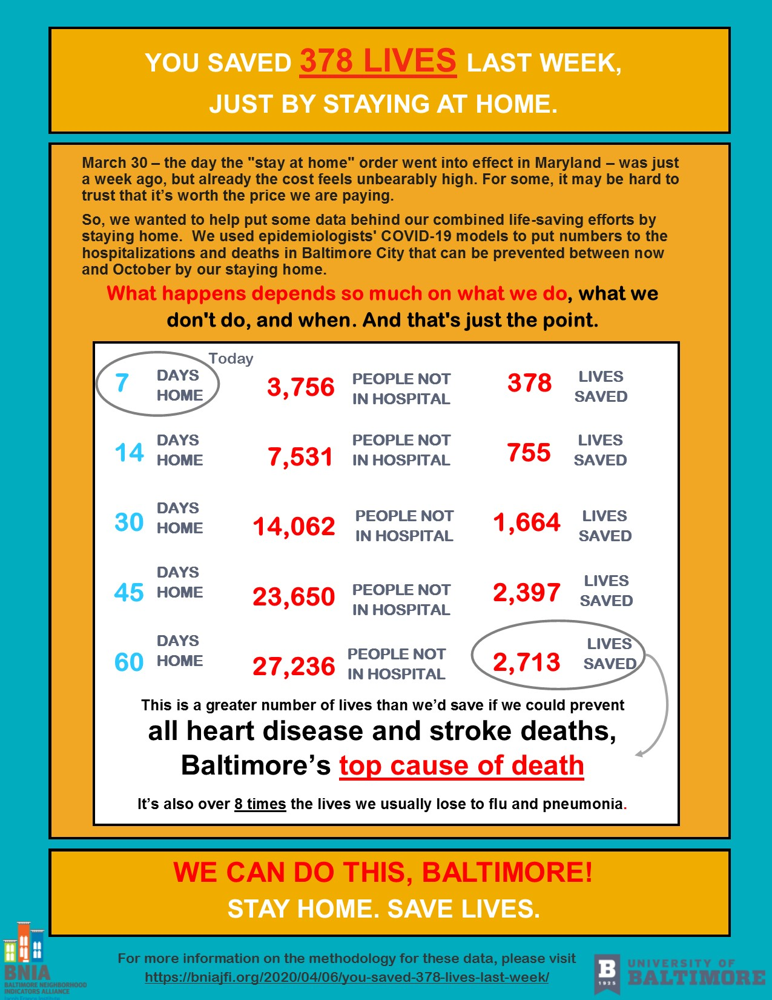 YOU SAVED 378 LIVES LAST WEEK,
JUST BY STAYING AT HOME.
March 30 – the day the "stay at home" order went into effect in Maryland – was just
a week ago, but already the cost feels unbearably high. For some, it may be hard to
trust that it’s worth the price we are paying.
So, we wanted to help put some data behind our combined life-saving efforts by
staying home.  We used epidemiologists' COVID-19 models to put numbers to the
hospitalizations and deaths in Baltimore City that can be prevented between now
and October by our staying home.
What happens depends so much on what we do, what we
don't do, and when. And that's just the point.
Today
7 DAYS HOME 3,756 PEOPLE NOT IN HOSPITAL 378 LIVES SAVED
14 DAYS HOME 7,531 PEOPLE NOT IN HOSPITAL 755 LIVES SAVED
30 DAYS HOME 14,062 PEOPLE NOT IN HOSPITAL 1,664 LIVES SAVED
45 DAYS HOME 23,650 PEOPLE NOT IN HOSPITAL 2,397 LIVES SAVED
60 DAYS HOME 27,236 PEOPLE NOT IN HOSPITAL 2,713 LIVES SAVED
This is a greater number of lives than we’d save if we could prevent
all heart disease and stroke deaths,
Baltimore’s top cause of death
It’s also over 8 times the lives we usually lose to flu and pneumonia.
WE CAN DO THIS, BALTIMORE!
STAY HOME. SAVE LIVES.
BNIA
BALTIMORE NEIGHBORHOOD
INDICATORS ALLIANCE
Jacob France Institute
For more information on the methodology for these data, please visit
https://bniajfi.org/2020/04/06/you-saved-378-lives-last-week/
B
1925
UNIVERSITY OF
BALTIMORE